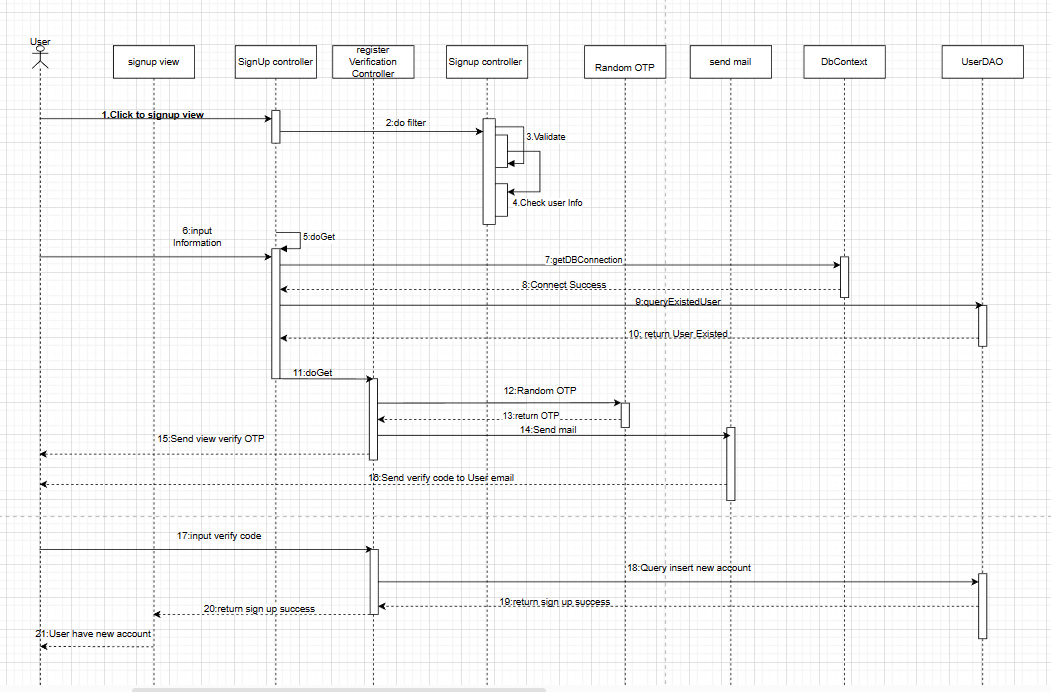 User
signup view
SignUp controller
register
Verification
Controller
Signup controller
Random OTP
send mail
DbContext
UserDAO
1.Click to signup view
2:do filter
3.Validate
4.Check user Info
6:input
Information
5:doGet
7:getDBConnection
8:Connect Success
9:queryExistedUser
10: return User Existed
11:doGet
12:Random OTP
13:return OTP
14:Send mail
15:Send view verify OTP
16:Send verify code to User email
17:input verify code
18:Query insert new account
19:return sign up success
20:return sign up success
21:User have new account